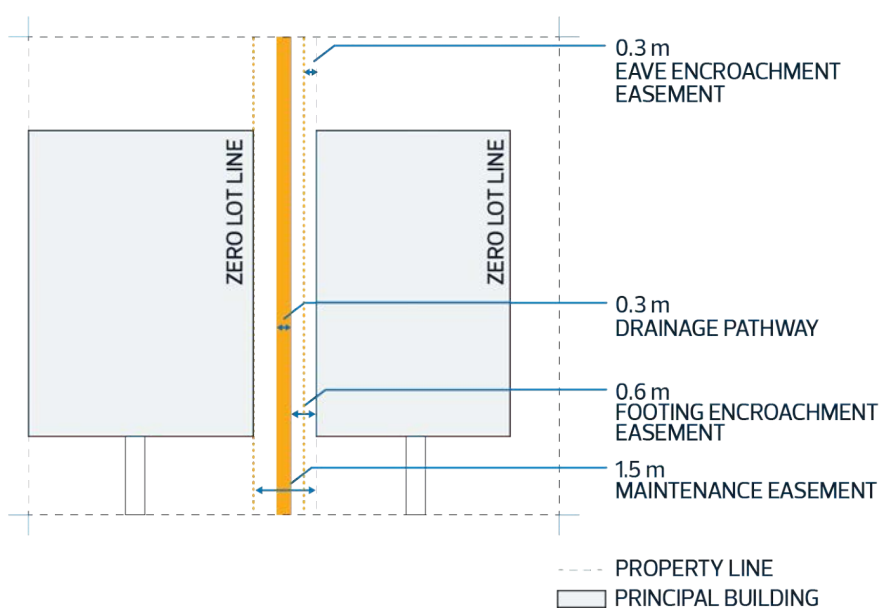 0.3 m
EAVE ENCROACHMENT
EASEMENT
ZERO LOT LINE
ZERO LOT LINE
0.3 m
DRAINAGE PATHWAY
0.6 m
FOOTING ENCROACHMENT
EASEMENT
1.5 m
MAINTENANCE EASEMENT
PROPERTY LINE
PRINCIPAL BUILDING